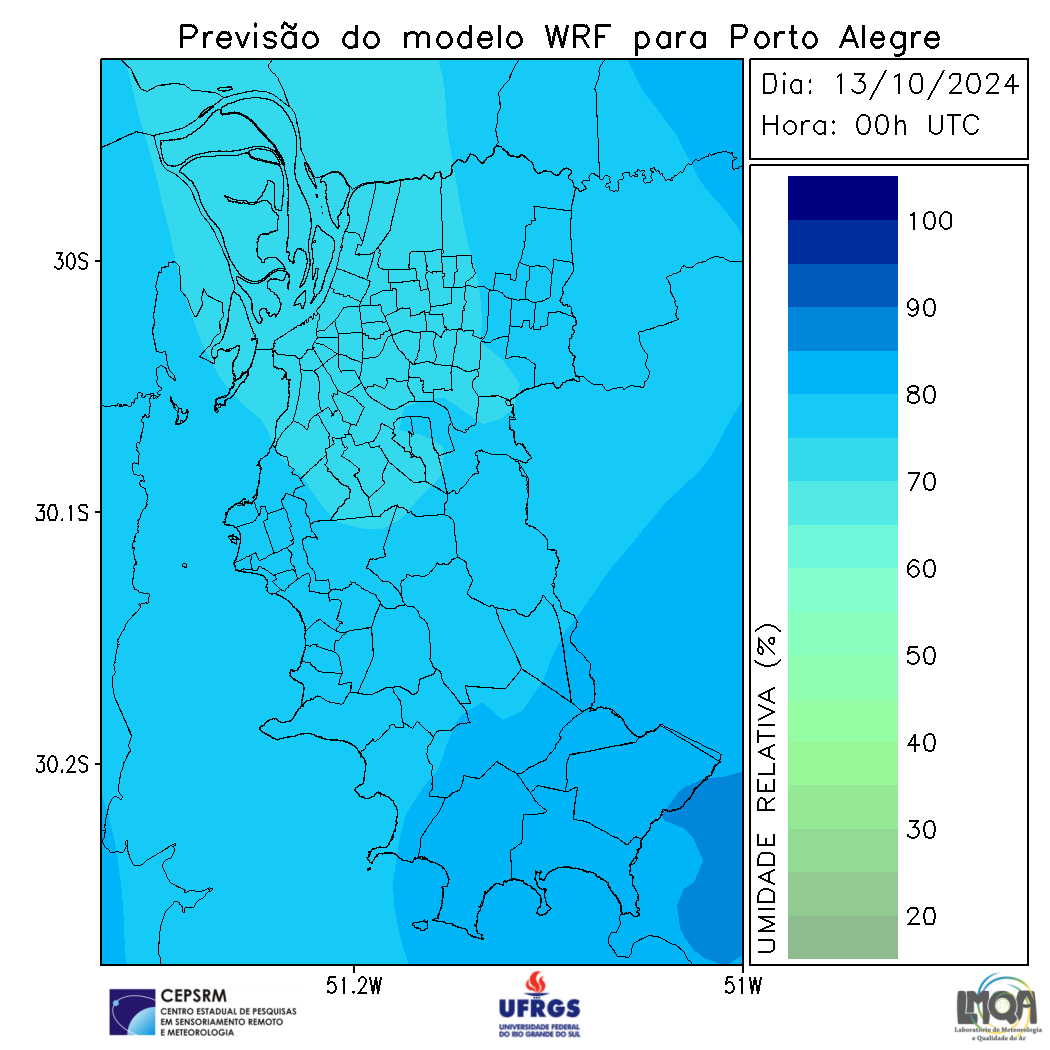 Previsão do modelo WRF para Porto Alegre
Dia: 13/10/2024
Hora: 00h UTC
30S
30.1S
30.2S
51.2W
51W
100
90
80
70
60
50
40
30
20
UMIDADE RELATIVA (%)
CEPSRM
CENTRO ESTADUAL DE PESQUISAS
EM SENSORIAMENTO REMOTO
E METEOROLOGIA
UFRGS
UNIVERSIDADE FEDERAL
DO RIO GRANDE DO SUL
LMQA
Laboratório de Meteorologia
e Qualidade do Ar